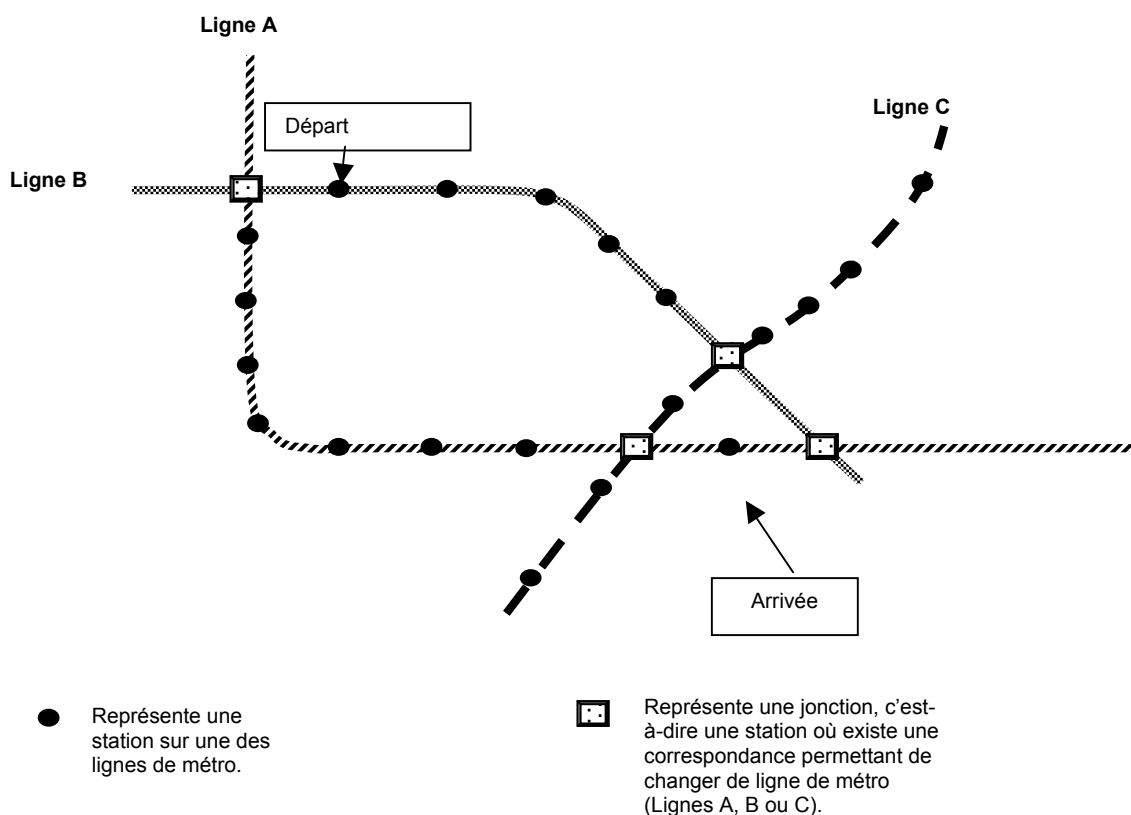 Ligne A
Ligne C
Départ
Ligne B
Arrivée
Représente une
station sur une des
lignes de métro.
Représente une jonction, c'est-
à-dire une station où existe une
correspondance permettant de
changer de ligne de métro
(Lignes A, B ou C).